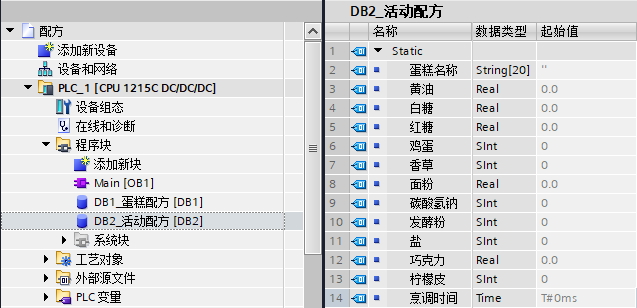 配方
添加新设备
设备和网络
PLC_1 [CPU 1215C DC/DC/DC]
设备组态
在线和诊断
程序块
添加新块
Main [OB1]
DB1_蛋糕配方 [DB1]
DB2_活动配方 [DB2]
系统块
工艺对象
外部源文件
PLC 变量
DB2_活动配方
名称 数据类型 起始值
1 Static
2 蛋糕名称 String[20] ''
3 黄油 Real 0.0
4 白糖 Real 0.0
5 红糖 Real 0.0
6 鸡蛋 SInt 0
7 香草 SInt 0
8 面粉 Real 0.0
9 碳酸氢钠 SInt 0
10 发酵粉 SInt 0
11 盐 SInt 0
12 巧克力 Real 0.0
13 柠檬皮 SInt 0
14 烹调时间 Time T#0ms